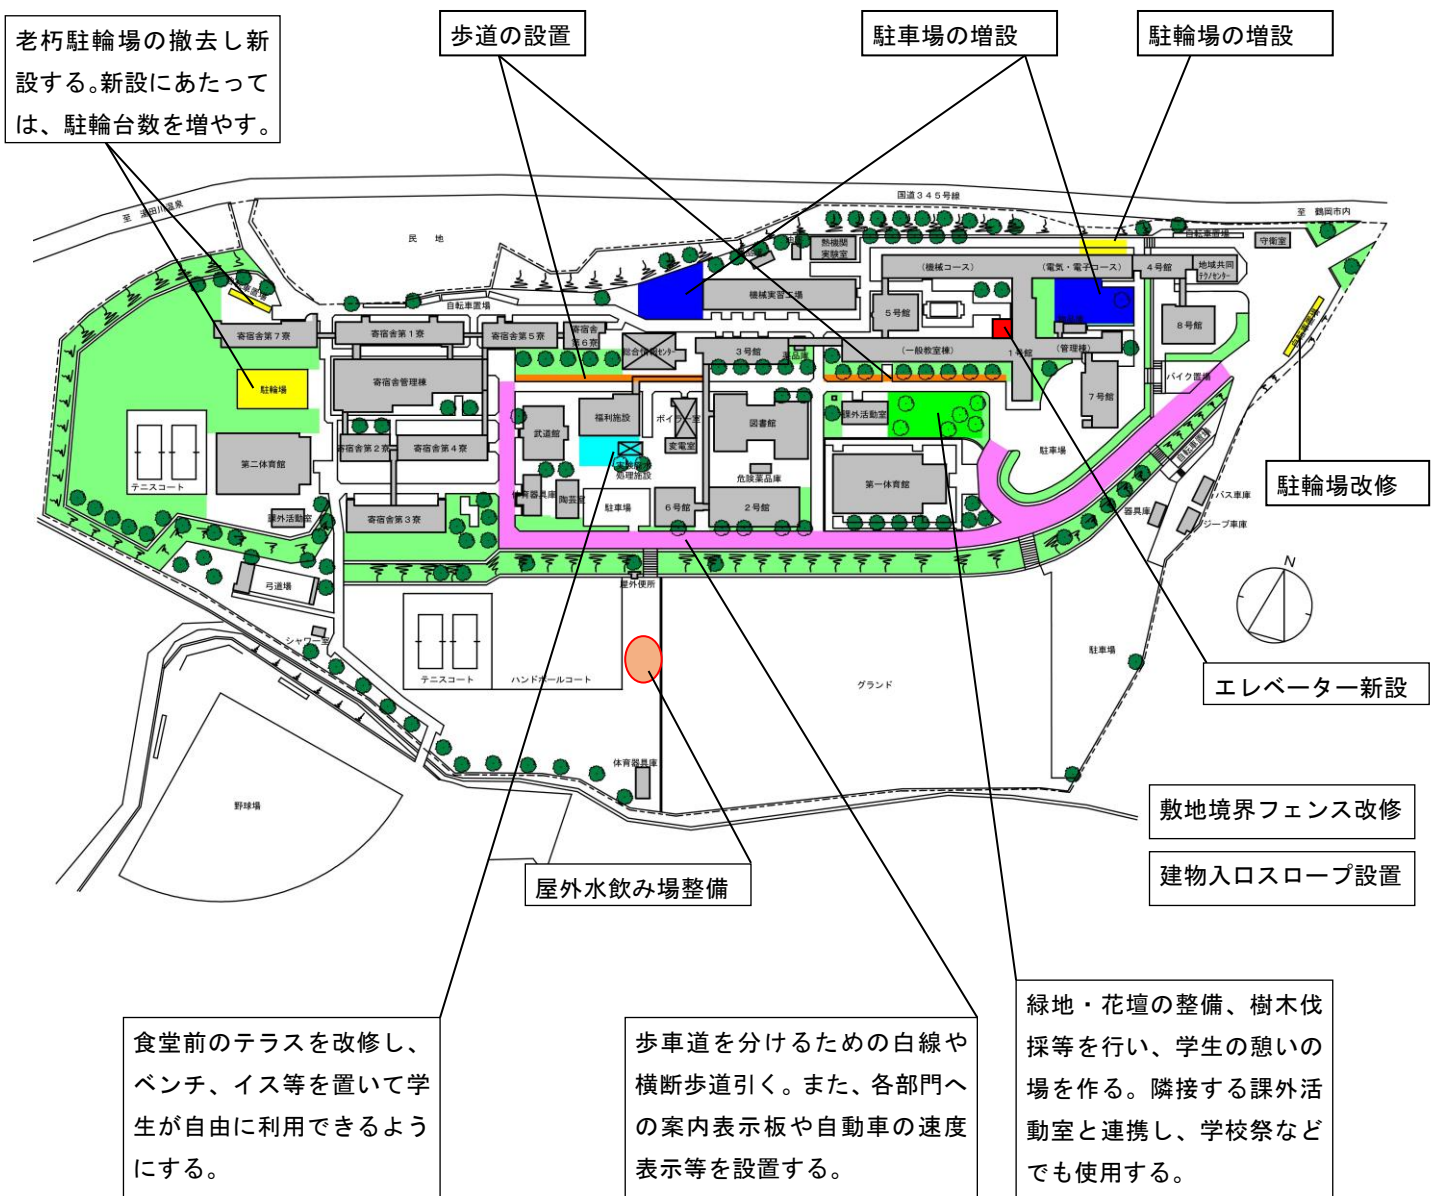 老朽駐輪場の撤去し新
設する。新設にあたって
は、駐輪台数を増やす。
歩道の設置
駐車場の増設
駐輪場の増設
国道345号線
至 湯田川温泉
至 鶴岡市内
民 地
自転車置場
守衛室
熱機関
実験室
(機械コース)
(電気・電子コース)
4号館
地域共同
テクノセンター
機械実習工場
5号館
8号館
自転車置場
寄宿舎第7寮
寄宿舎第1寮
寄宿舎第5寮
寄宿舎
第6寮
総合情報センター
3号館
薬品庫
(一般教室棟)
1号館
(管理棟)
バイク置場
7号館
寄宿舎管理棟
駐輪場
福利施設
ボイラー室
武道館
変電室
図書館
課外活動室
駐車場
寄宿舎第2寮
寄宿舎第4寮
第二体育館
テニスコート
処理施設
危険薬品庫
第一体育館
自転車置場
駐輪場改修
体育器具庫
陶芸室
駐車場
6号館
2号館
バス車庫
器具庫
ジープ車庫
課外活動室
寄宿舎第3寮
弓道場
屋外便所
シャワー室
N
駐車場
テニスコート
ハンドボールコート
グランド
エレベーター新設
体育器具庫
野球場
敷地境界フェンス改修
建物入口スロープ設置
屋外水飲み場整備
食堂前のテラスを改修し、
ベンチ、イス等を置いて学
生が自由に利用できるよう
にする。
歩車道を分けるための白線や
横断歩道引く。また、各部門へ
の案内表示板や自動車の速度
表示等を設置する。
緑地・花壇の整備、樹木伐
採等を行い、学生の憩いの
場を作る。隣接する課外活
動室と連携し、学校祭など
でも使用する。